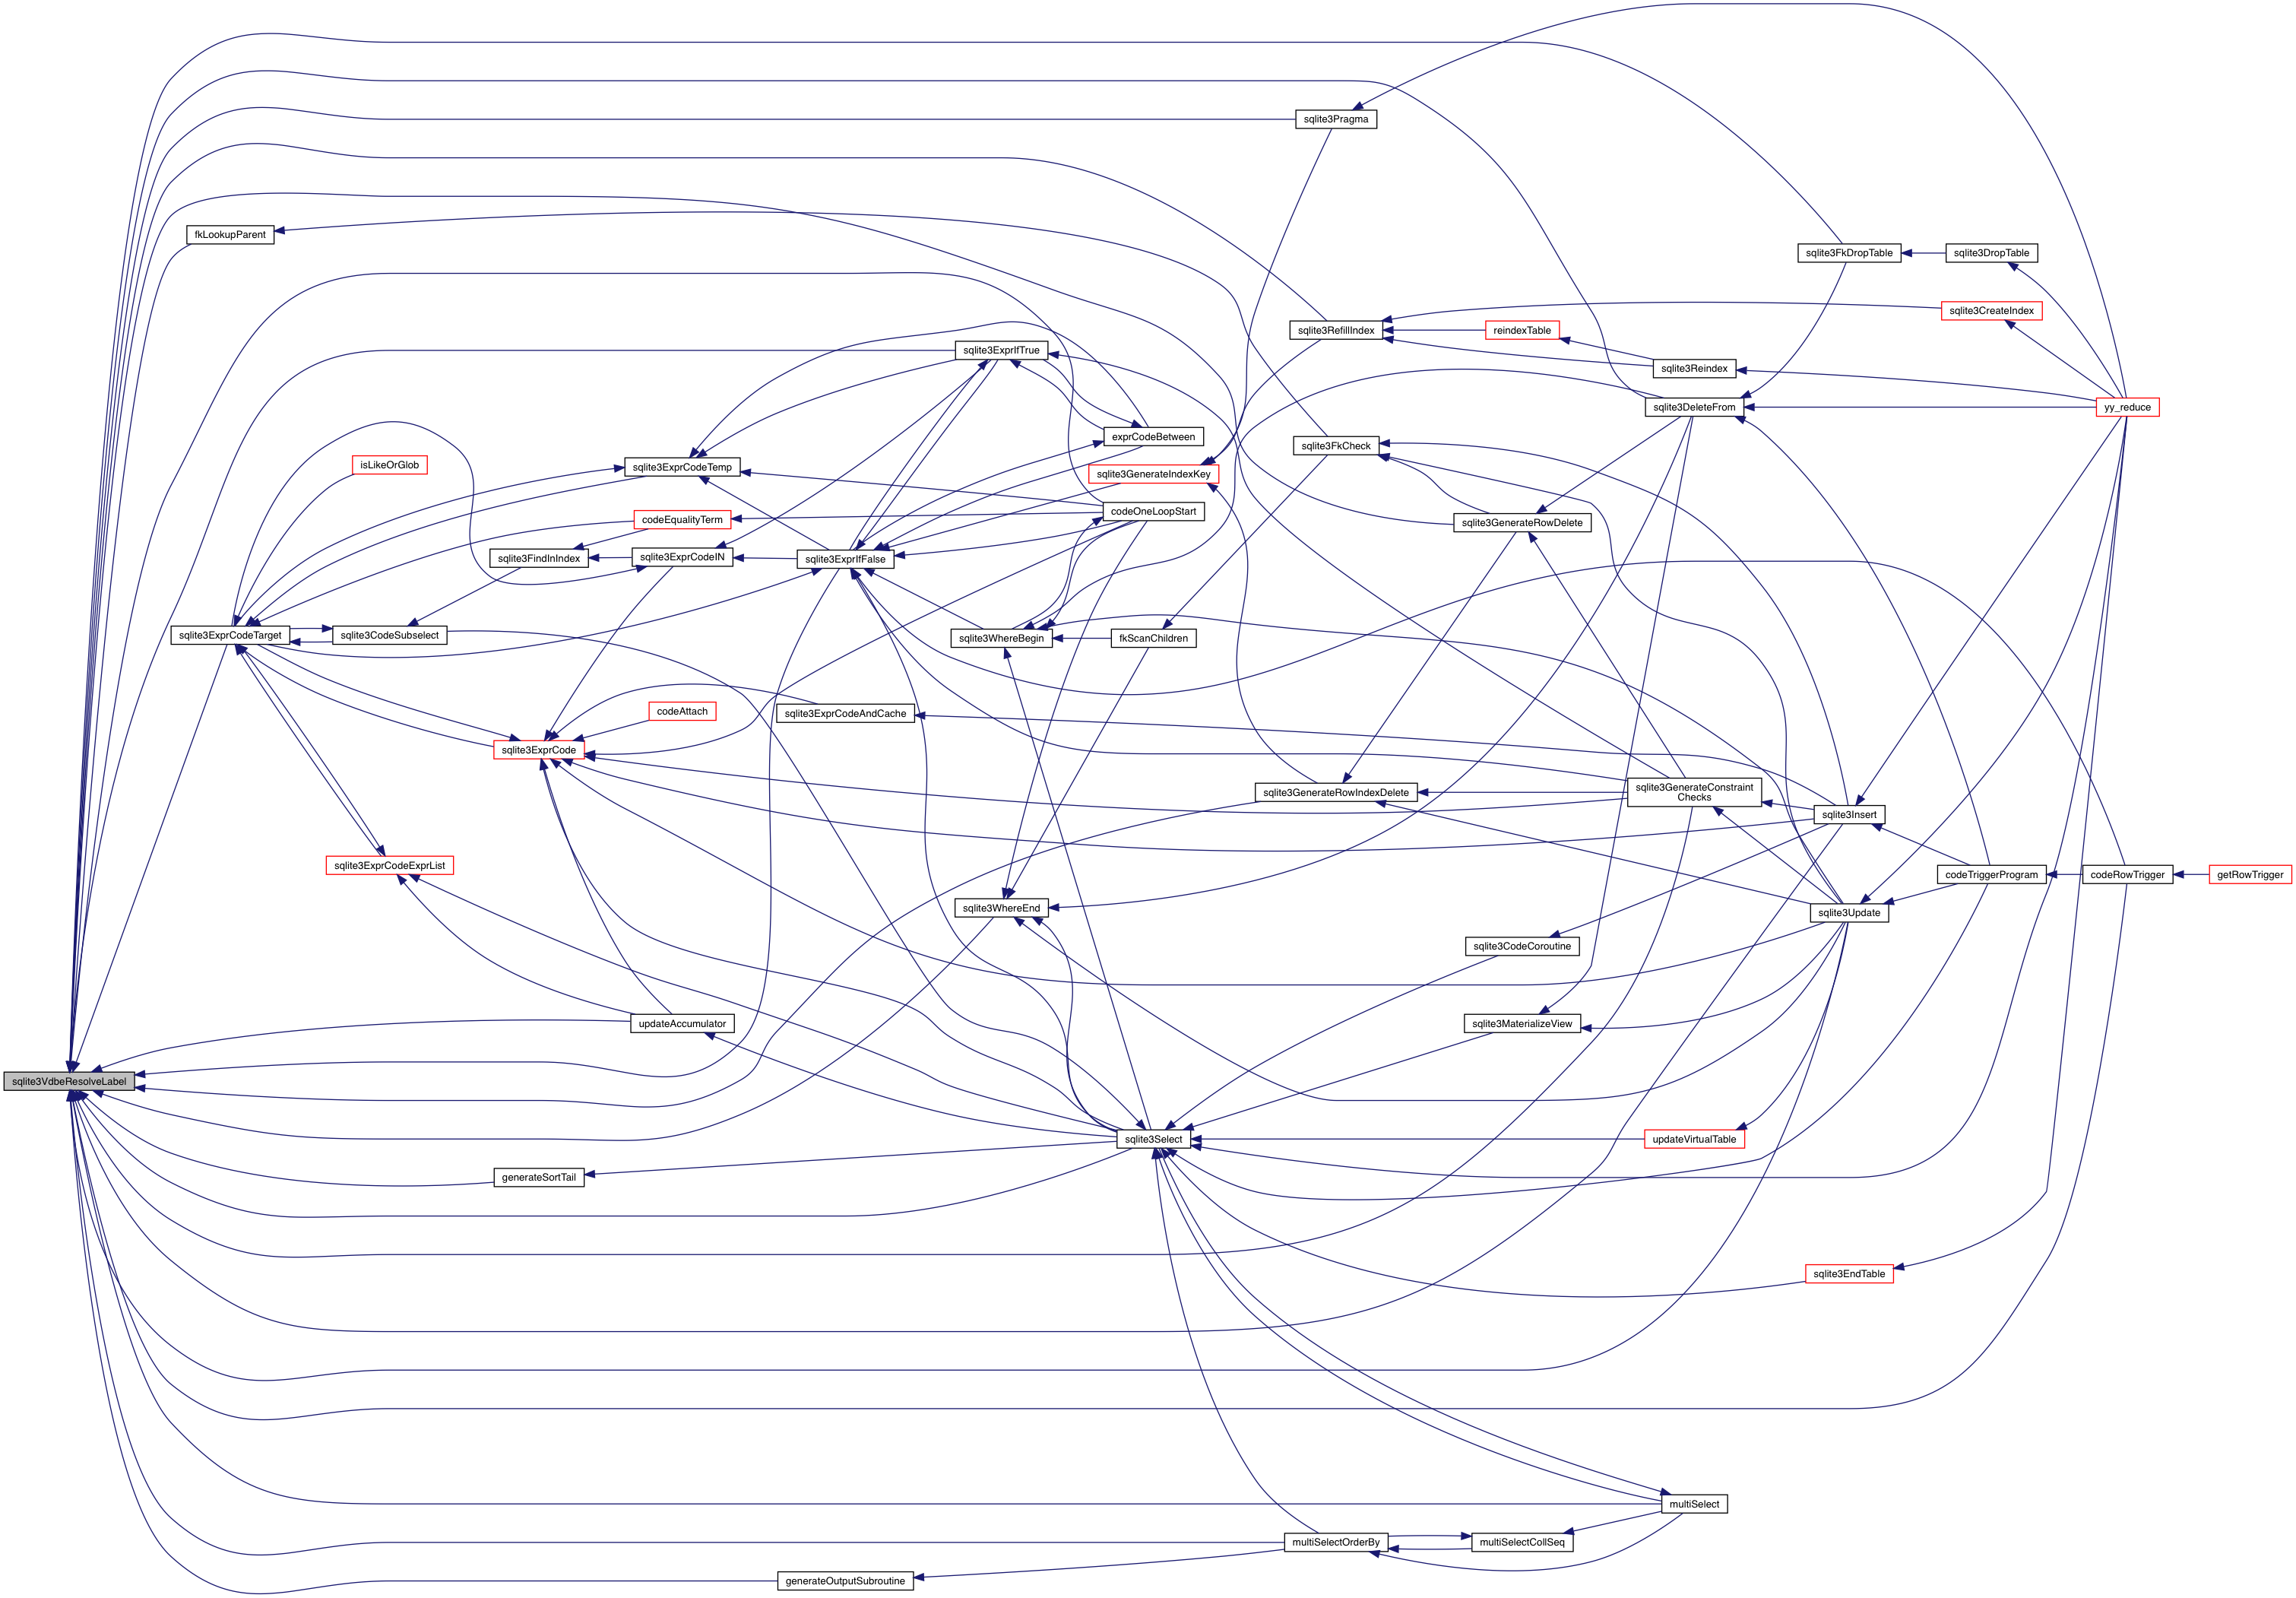 sqlite3Pragma
fkLookupParent
sqlite3FkDropTable
sqlite3DropTable
sqlite3CreateIndex
sqlite3RefillIndex
reindexTable
sqlite3ExprIfTrue
sqlite3Reindex
sqlite3DeleteFrom
yy_reduce
exprCodeBetween
sqlite3FkCheck
isLikeOrGlob
sqlite3ExprCodeTemp
sqlite3GenerateIndexKey
codeOneLoopStart
codeEqualityTerm
sqlite3GenerateRowDelete
sqlite3FindInIndex
sqlite3ExprCodeIN
sqlite3ExprIfFalse
sqlite3ExprCodeTarget
sqlite3CodeSubselect
sqlite3WhereBegin
fkScanChildren
codeAttach
sqlite3ExprCodeAndCache
sqlite3ExprCode
sqlite3GenerateRowIndexDelete
sqlite3GenerateConstraint
Checks
sqlite3Insert
sqlite3ExprCodeExprList
codeTriggerProgram
codeRowTrigger
getRowTrigger
sqlite3WhereEnd
sqlite3Update
sqlite3CodeCoroutine
updateAccumulator
sqlite3MaterializeView
sqlite3VdbeResolveLabel
sqlite3Select
updateVirtualTable
generateSortTail
sqlite3EndTable
multiSelect
multiSelectOrderBy
multiSelectCollSeq
generateOutputSubroutine